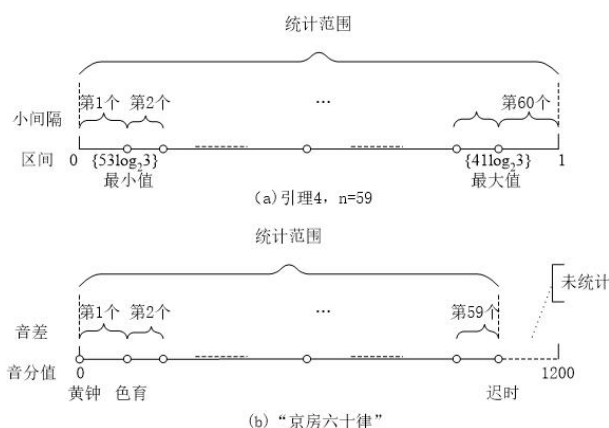 统计范围
第1个 第2个 … 第60个
小间隔
区间 0 {53log₂3} {41log₂3} 1
最小值 最大值
(a)引理4, n=59
统计范围
未统计
第1个 第2个 … 第59个
音差
音分值 0 1200
黄钟 色育 迟时
(b)“京房六十律”